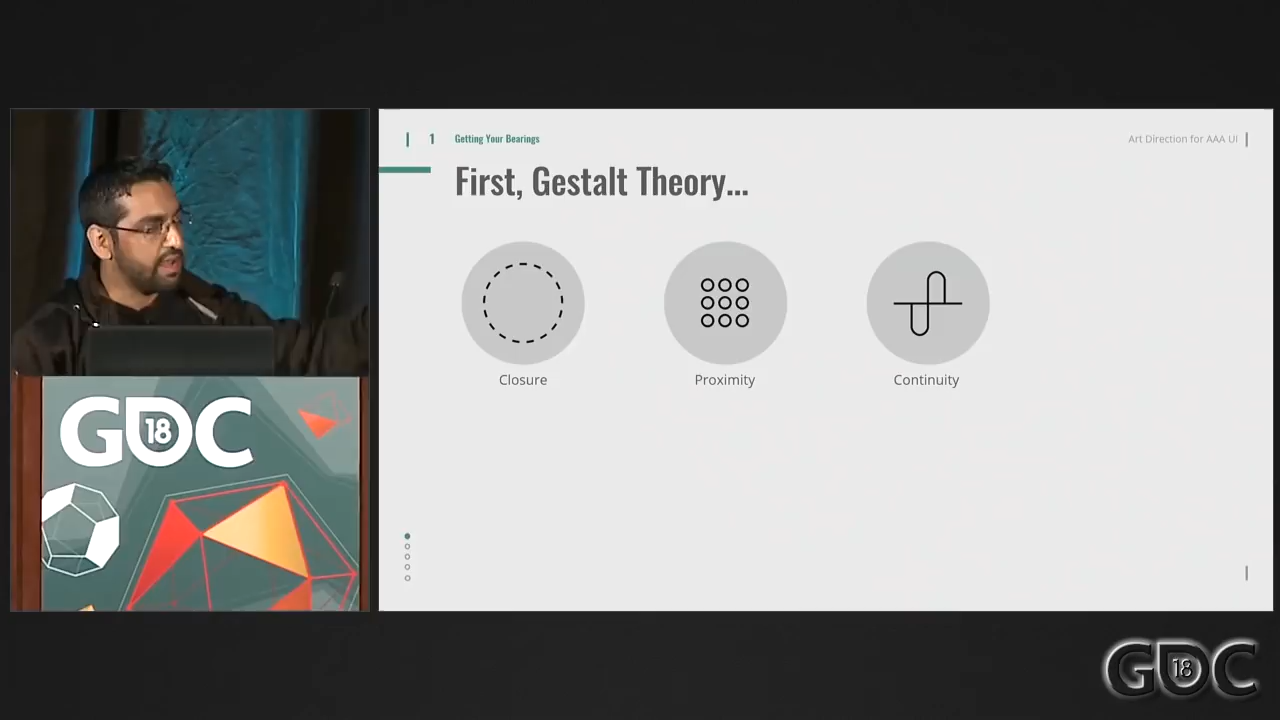 1 Getting Your Bearings
Art Direction for AAA UI
First, Gestalt Theory...
Closure
Proximity
Continuity
GDC 18
GDC 18